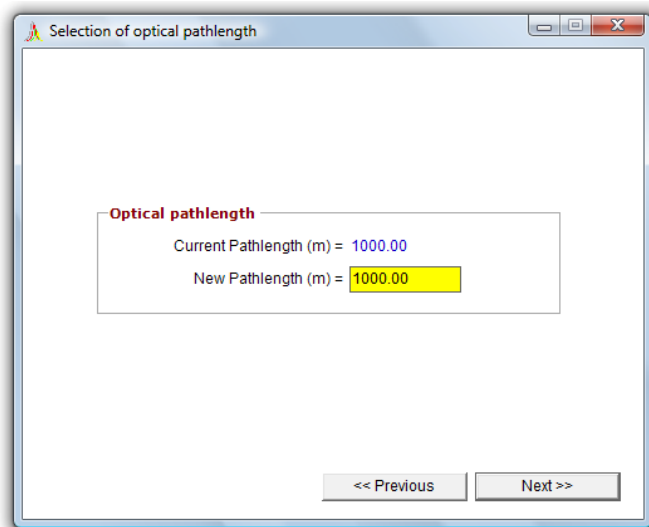 Selection of optical pathlength
Optical pathlength
Current Pathlength (m) = 1000.00
New Pathlength (m) = 1000.00
<< Previous
Next >>